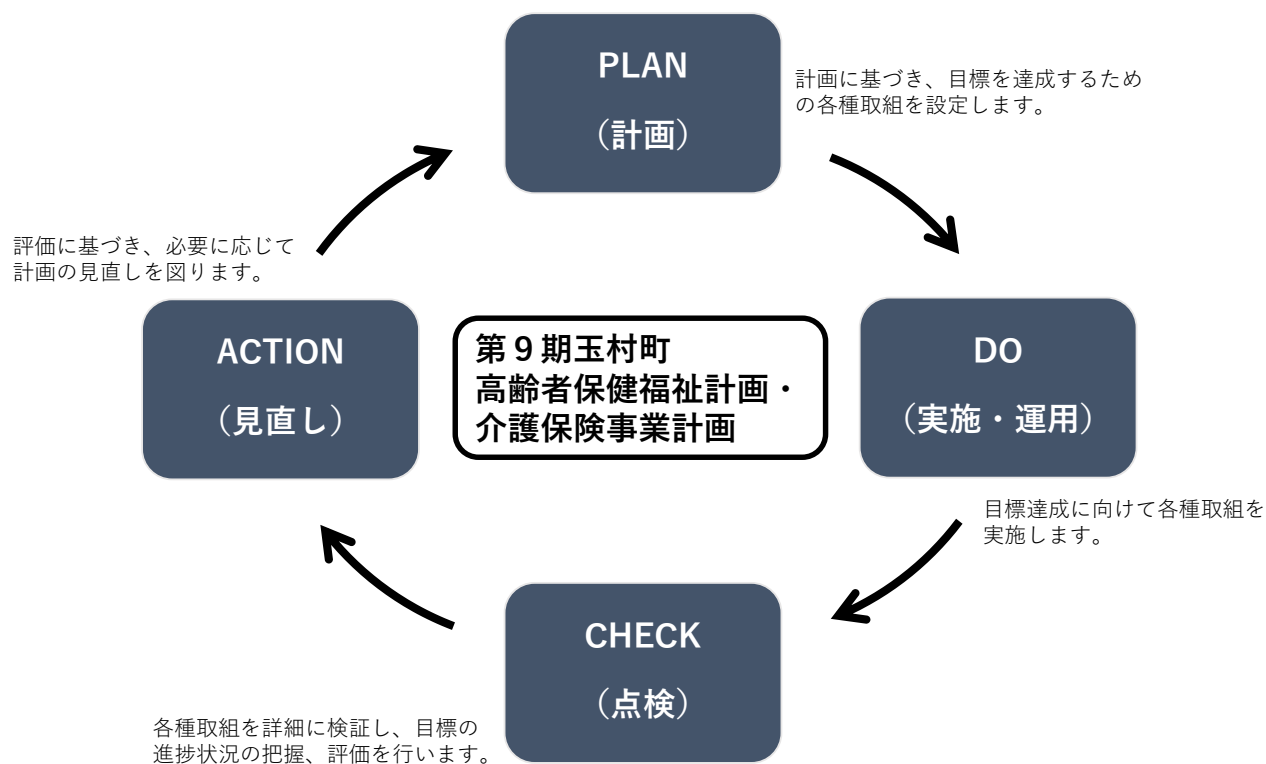 PLAN
（計画）
計画に基づき、目標を達成するため
の各種取組を設定します。
評価に基づき、必要に応じて
計画の見直しを図ります。
ACTION
（見直し）
第９期玉村町
高齢者保健福祉計画・
介護保険事業計画
DO
（実施・運用）
目標達成に向けて各種取組を
実施します。
CHECK
（点検）
各種取組を詳細に検証し、目標の
進捗状況の把握、評価を行います。